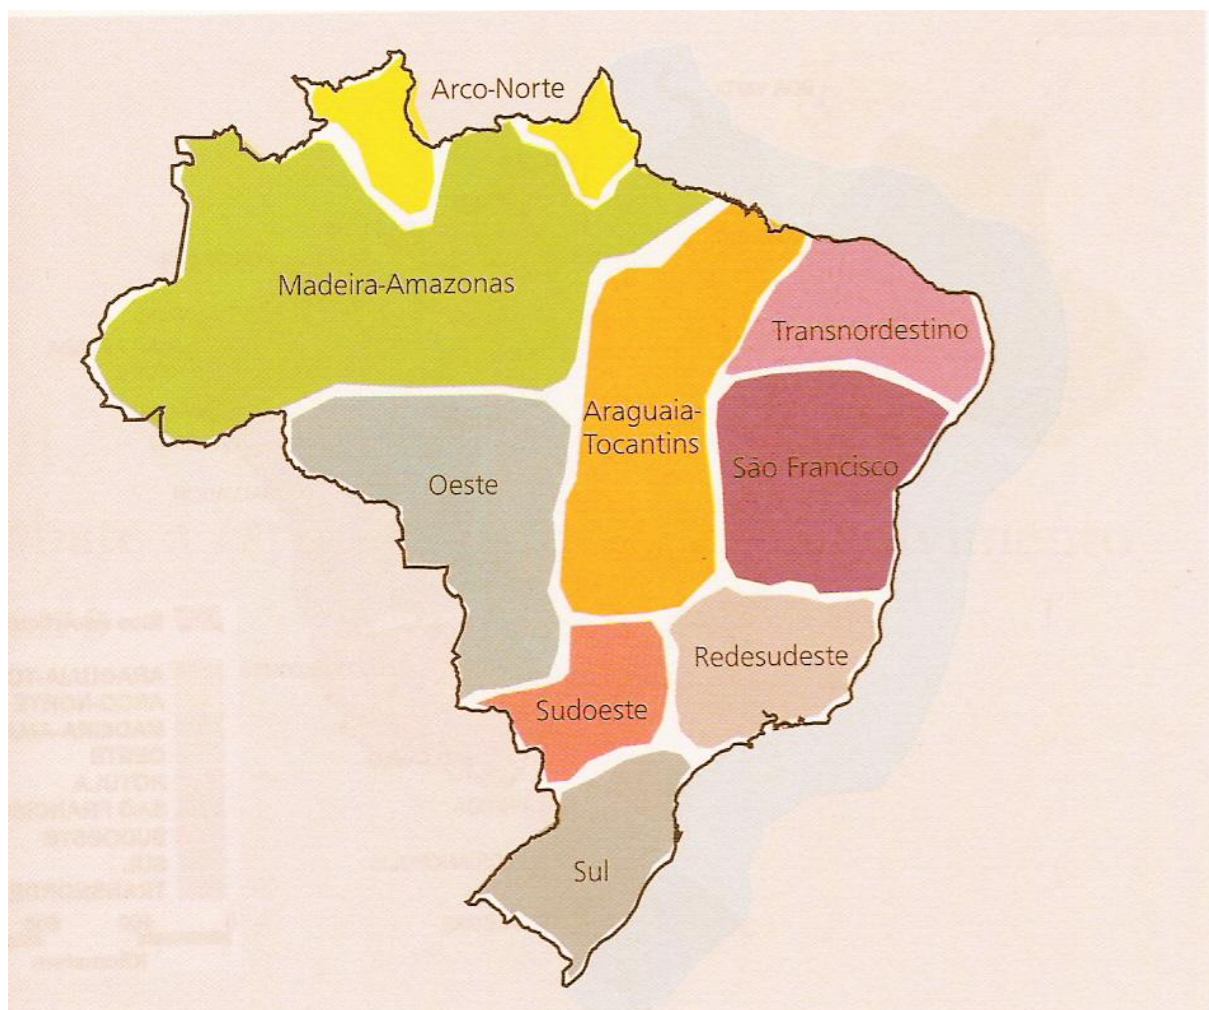 Arco-Norte
Madeira-Amazonas
Transnordestino
Araguaia-
Tocantins
São Francisco
Oeste
Redesudeste
Sudoeste
Sul